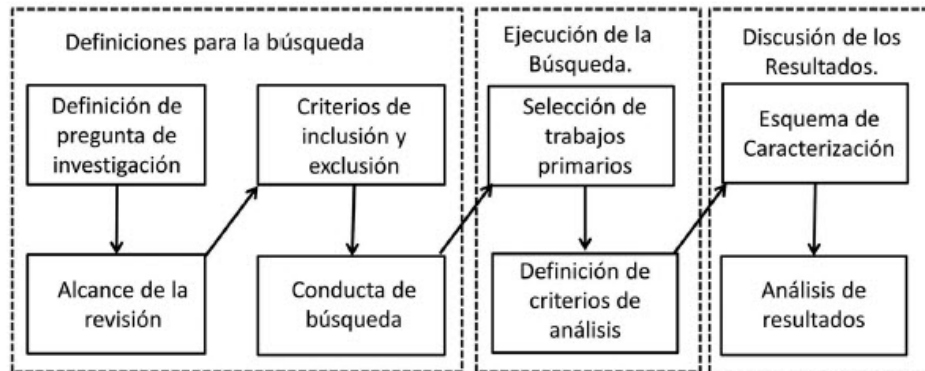 Definiciones para la búsqueda
Definición de
pregunta de
investigación
Alcance de la
revisión
Criterios de
inclusión y
exclusión
Conducta de
búsqueda
Ejecución de la
Búsqueda.
Selección de
trabajos
primarios
Definición de
criterios de
análisis
Discusión de los
Resultados.
Esquema de
Caracterización
Análisis de
resultados